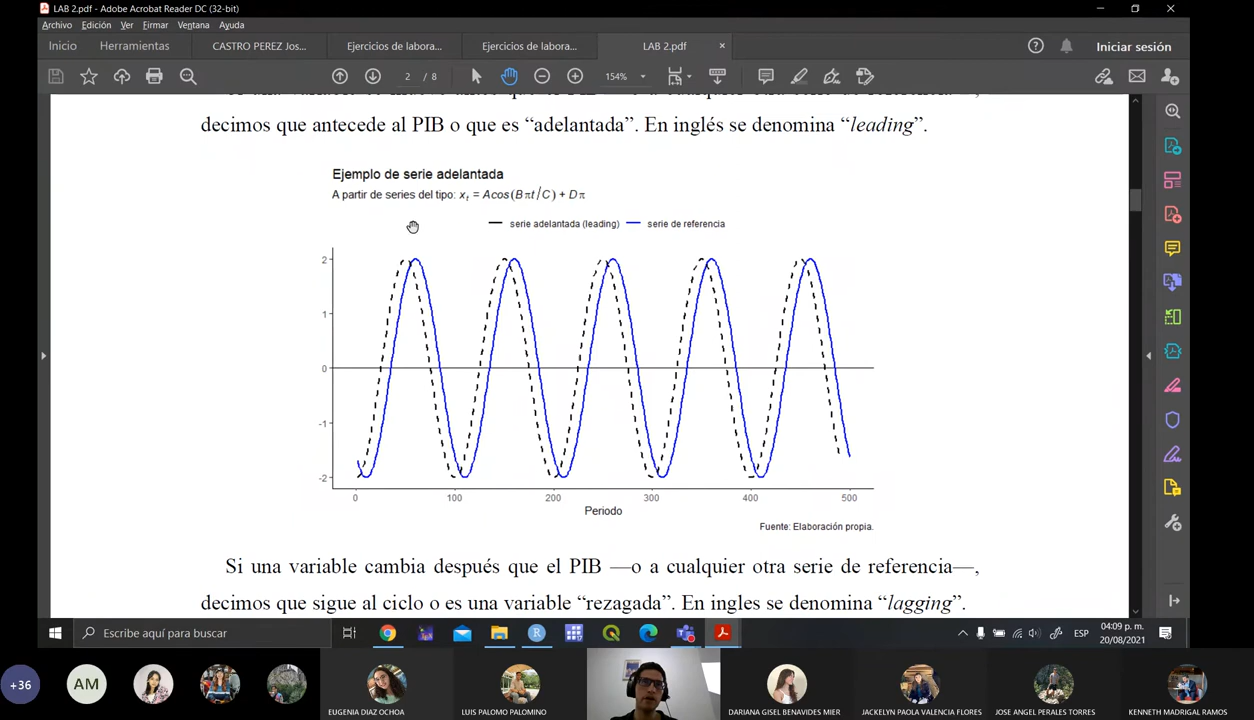 LAB 2.pdf - Adobe Acrobat Reader DC (32-bit)
Archivo Edición Ver Firmar Ventana Ayuda
Inicio Herramientas CASTRO PEREZ Jos... Ejercicios de labora... Ejercicios de labora... LAB 2.pdf × Iniciar sesión
2 / 8 154%
decimos que antecede al PIB o que es “adelantada”. En inglés se denomina “leading”.
Ejemplo de serie adelantada
A partir de series del tipo: xₜ = Acos(Bπt/C) + Dπ
serie adelantada (leading) serie de referencia
2
1
0
-1
-2
0 100 200 300 400 500
Periodo
Fuente: Elaboración propia.
Si una variable cambia después que el PIB —o a cualquier otra serie de referencia—,
decimos que sigue al ciclo o es una variable “rezagada”. En ingles se denomina “lagging”.
Escribe aquí para buscar
ESP
04:09 p. m.
20/08/2021
+36 AM
EUGENIA DIAZ OCHOA LUIS PALOMO PALOMINO DARIANA GISEL BENAVIDES MIER JACKELYN PAOLA VALENCIA FLORES JOSE ANGEL PERALES TORRES KENNETH MADRIGAL RAMOS